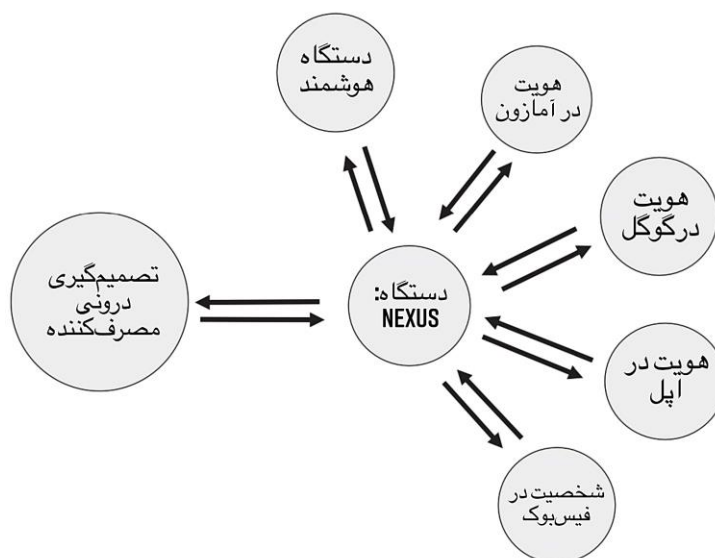 دستگاه
هوشمند
هویت
در آمازون
هویت
درگوگل
تصمیم‌گیری
درونی
مصرف‌کننده
دستگاه:
NEXUS
هویت در
اپل
شخصیت در
فیس‌بوک